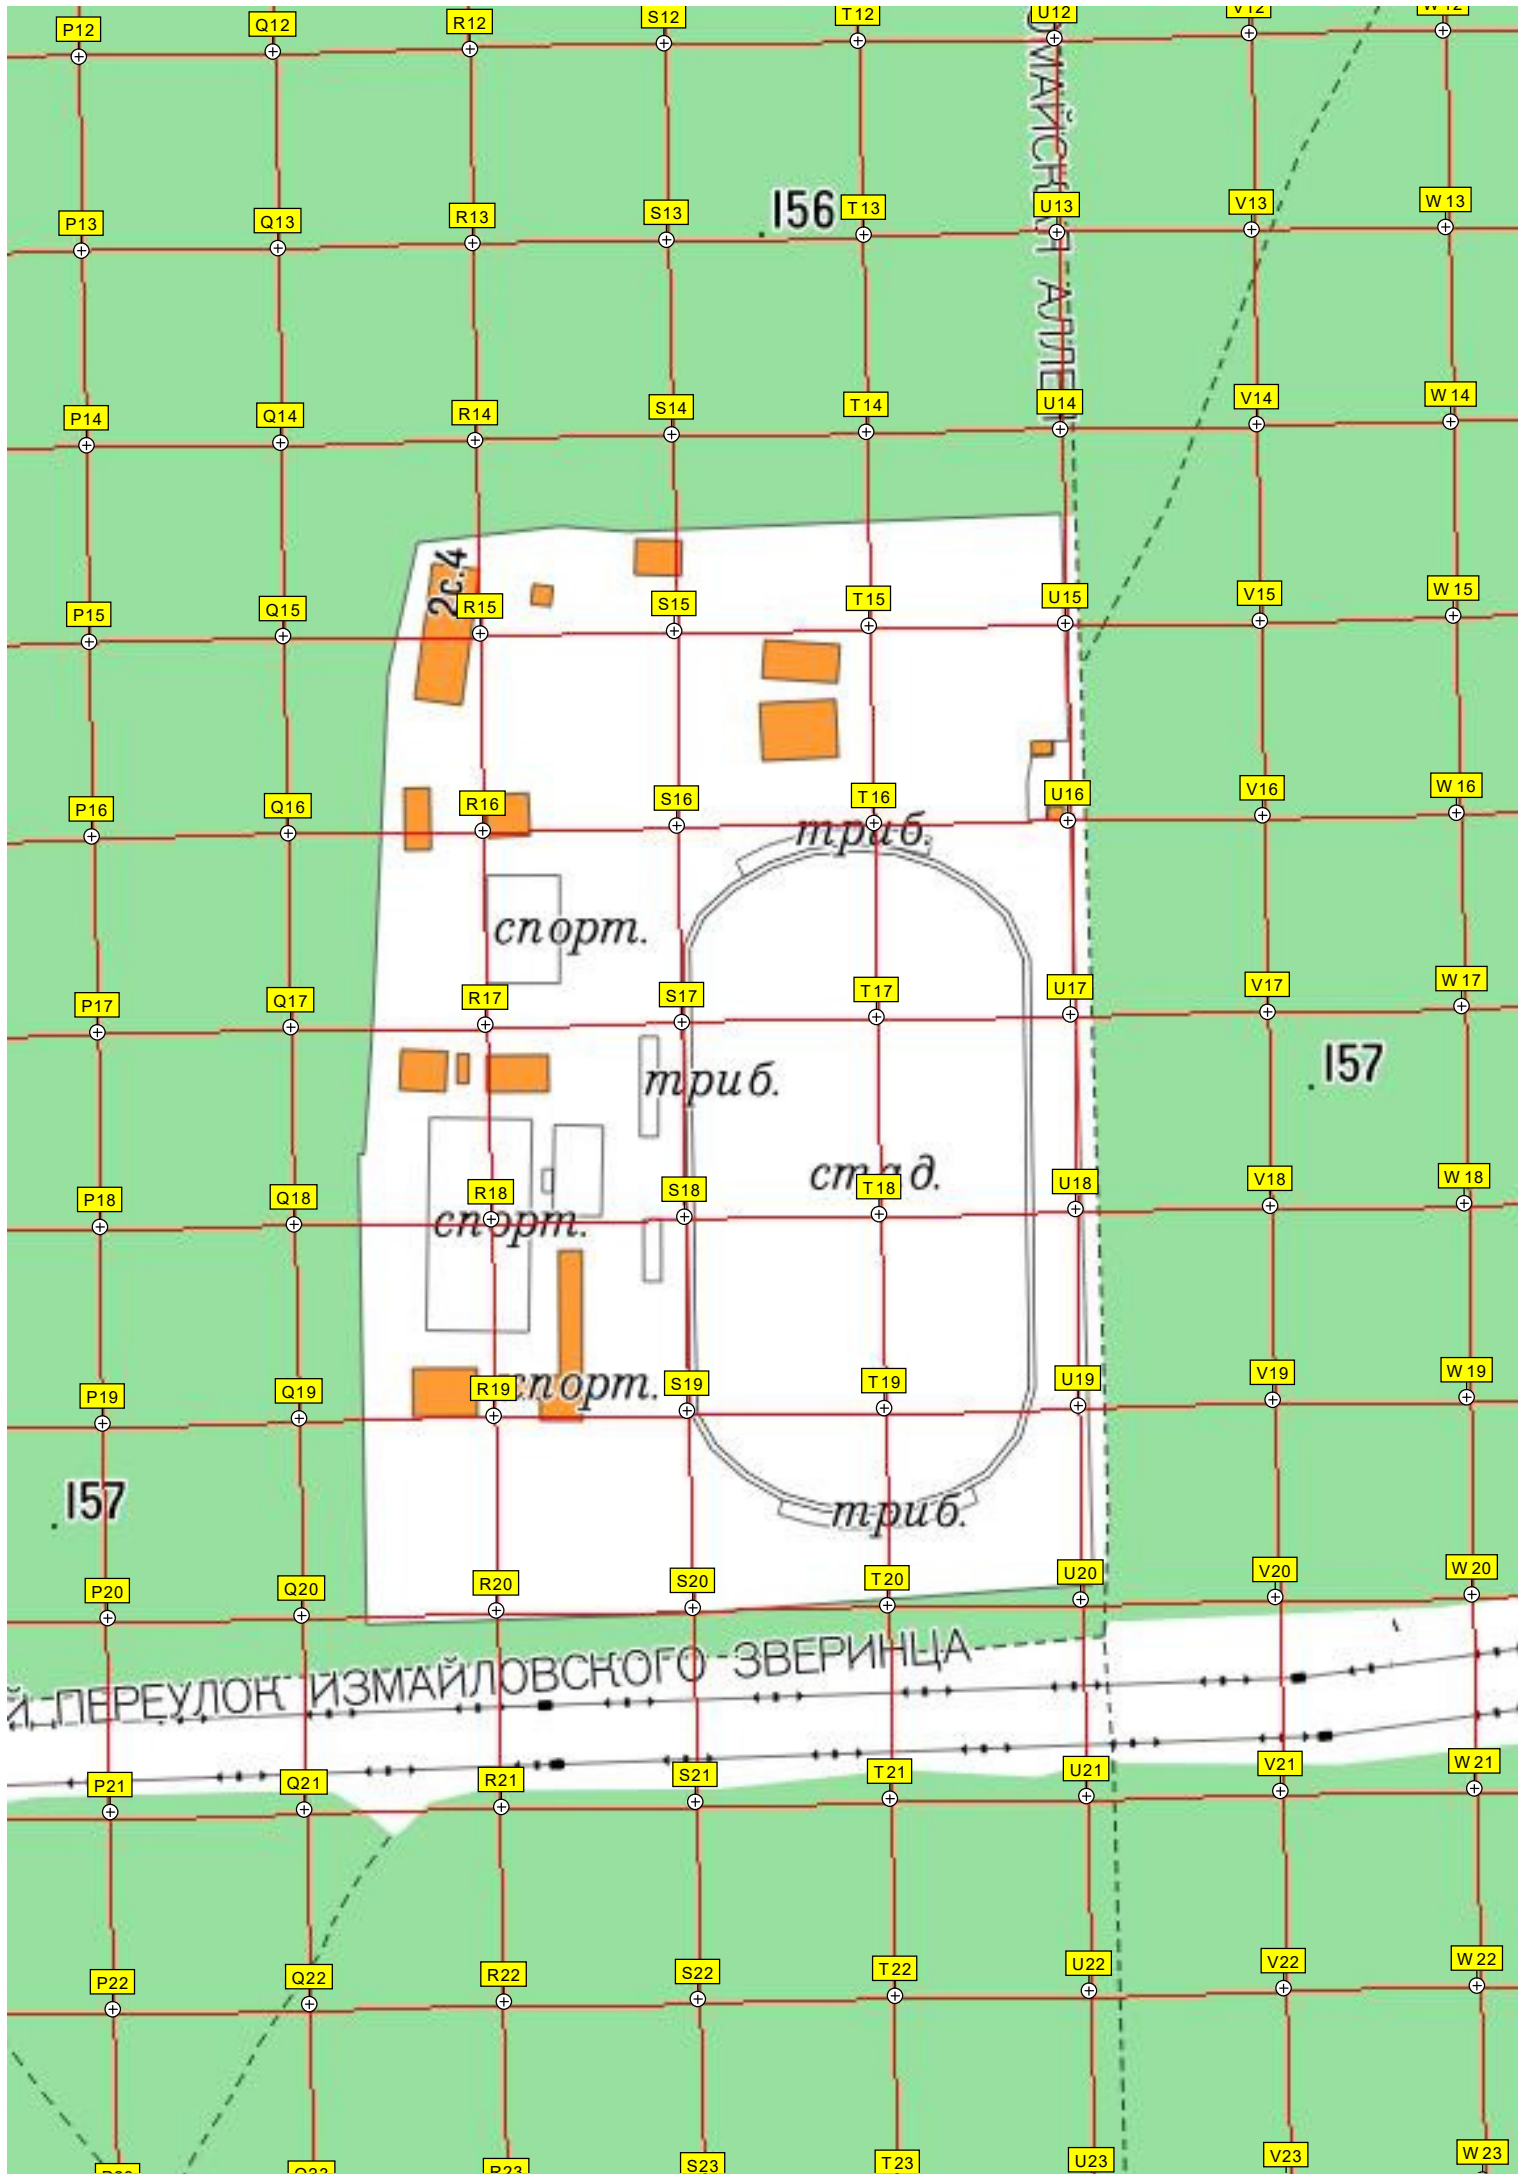 P12 Q12 R12 S12 T12 U12 V12 W12
ОМАЙСКАЯ АЛЛЕЯ
156
P13 Q13 R13 S13 T13 U13 V13 W13
P14 Q14 R14 S14 T14 U14 V14 W14
2с.4
P15 Q15 R15 S15 T15 U15 V15 W15
P16 Q16 R16 S16 T16 U16 V16 W16
триб.
спорт.
P17 Q17 R17 S17 T17 U17 V17 W17
157
триб.
стад.
P18 Q18 R18 S18 T18 U18 V18 W18
спорт.
P19 Q19 R19 S19 T19 U19 V19 W19
спорт.
157
триб.
P20 Q20 R20 S20 T20 U20 V20 W20
Й ПЕРЕУЛОК ИЗМАЙЛОВСКОГО ЗВЕРИНЦА
P21 Q21 R21 S21 T21 U21 V21 W21
P22 Q22 R22 S22 T22 U22 V22 W22
R23 S23 T23 U23 V23 W23